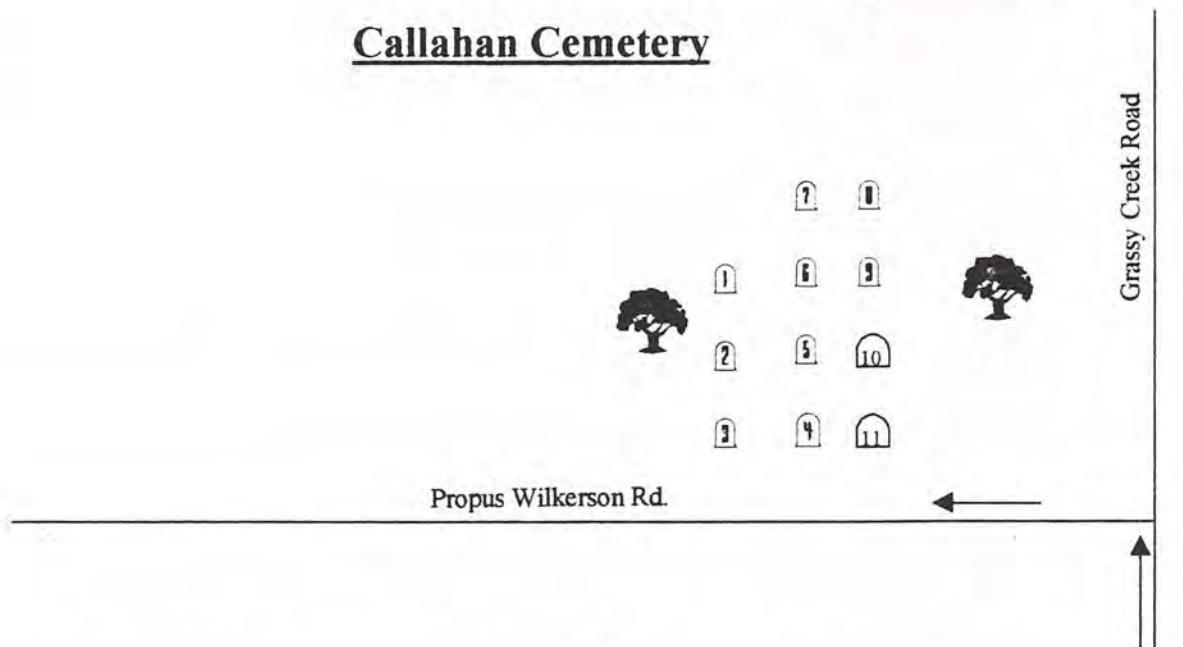 Callahan Cemetery
Grassy Creek Road
7 8
1 6 9
2 5 10
3 4 11
Propus Wilkerson Rd.